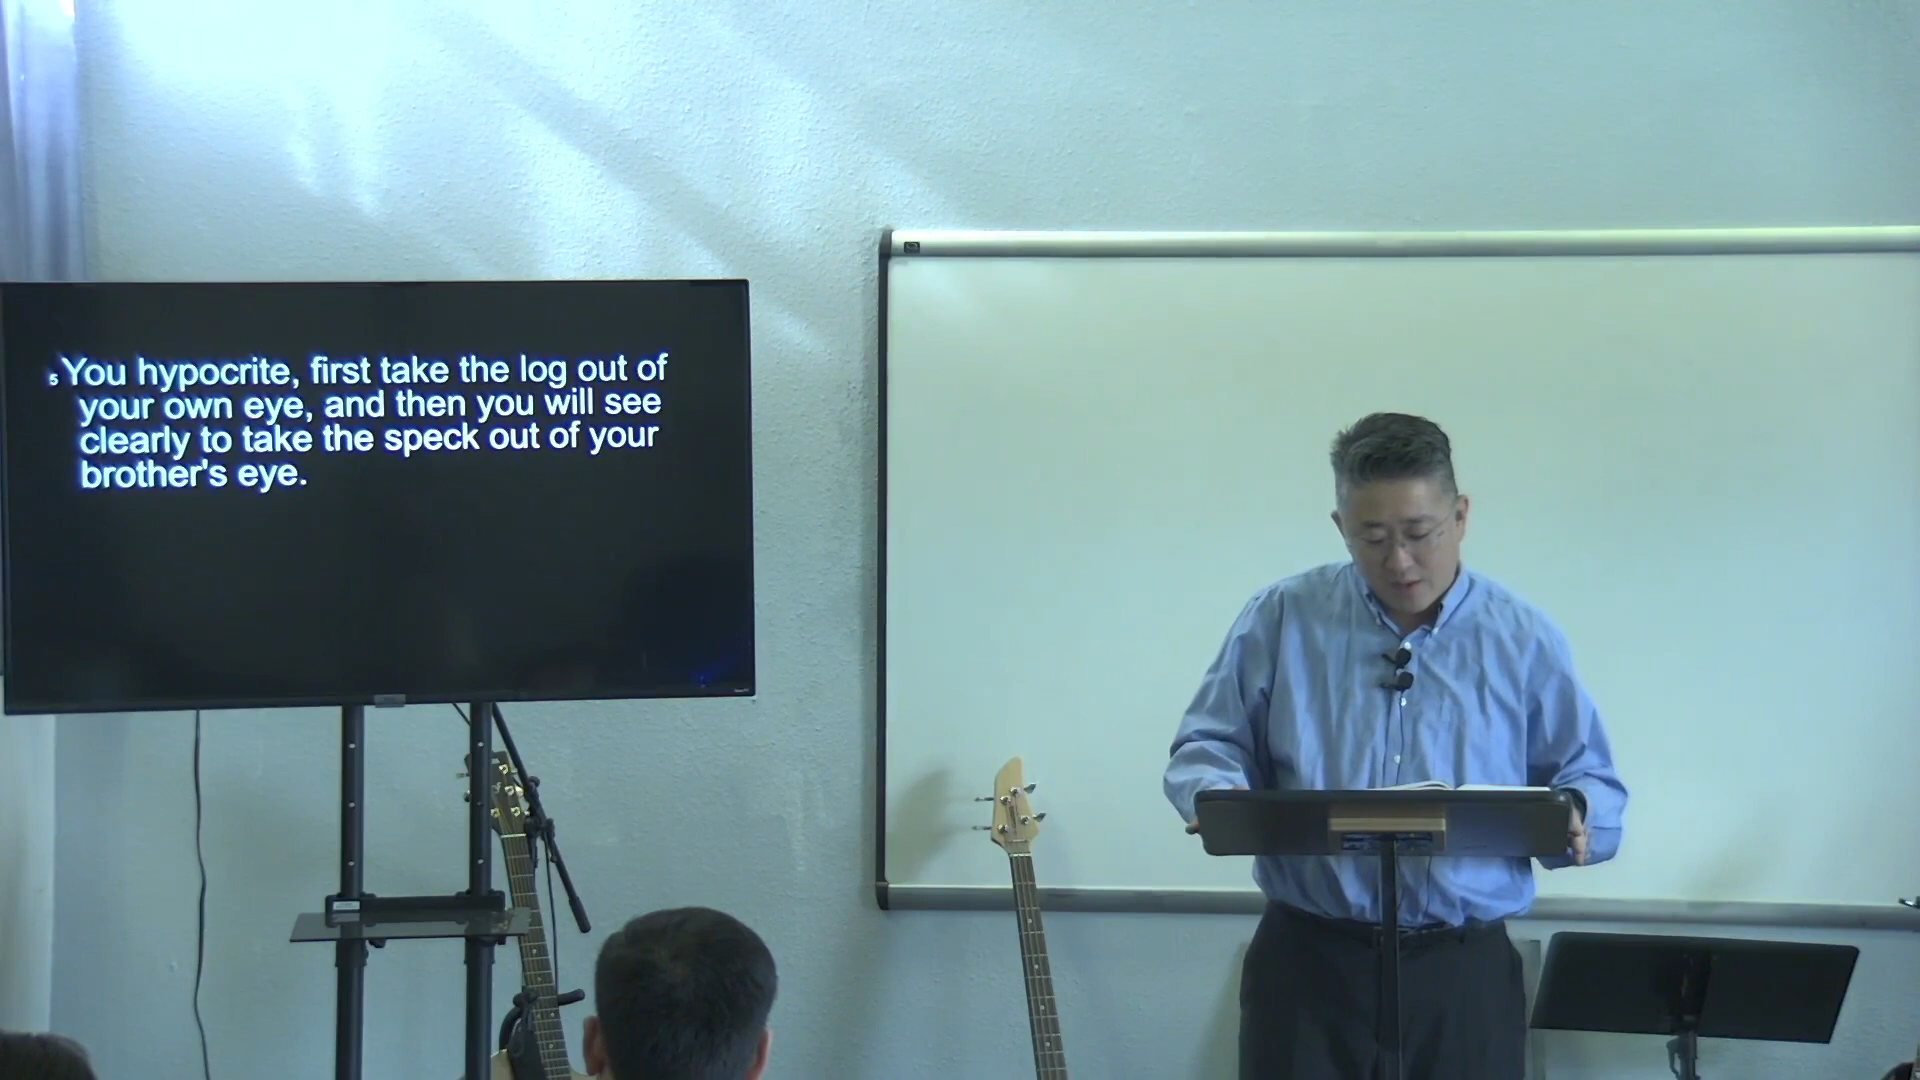 5 You hypocrite, first take the log out of
your own eye, and then you will see
clearly to take the speck out of your
brother's eye.